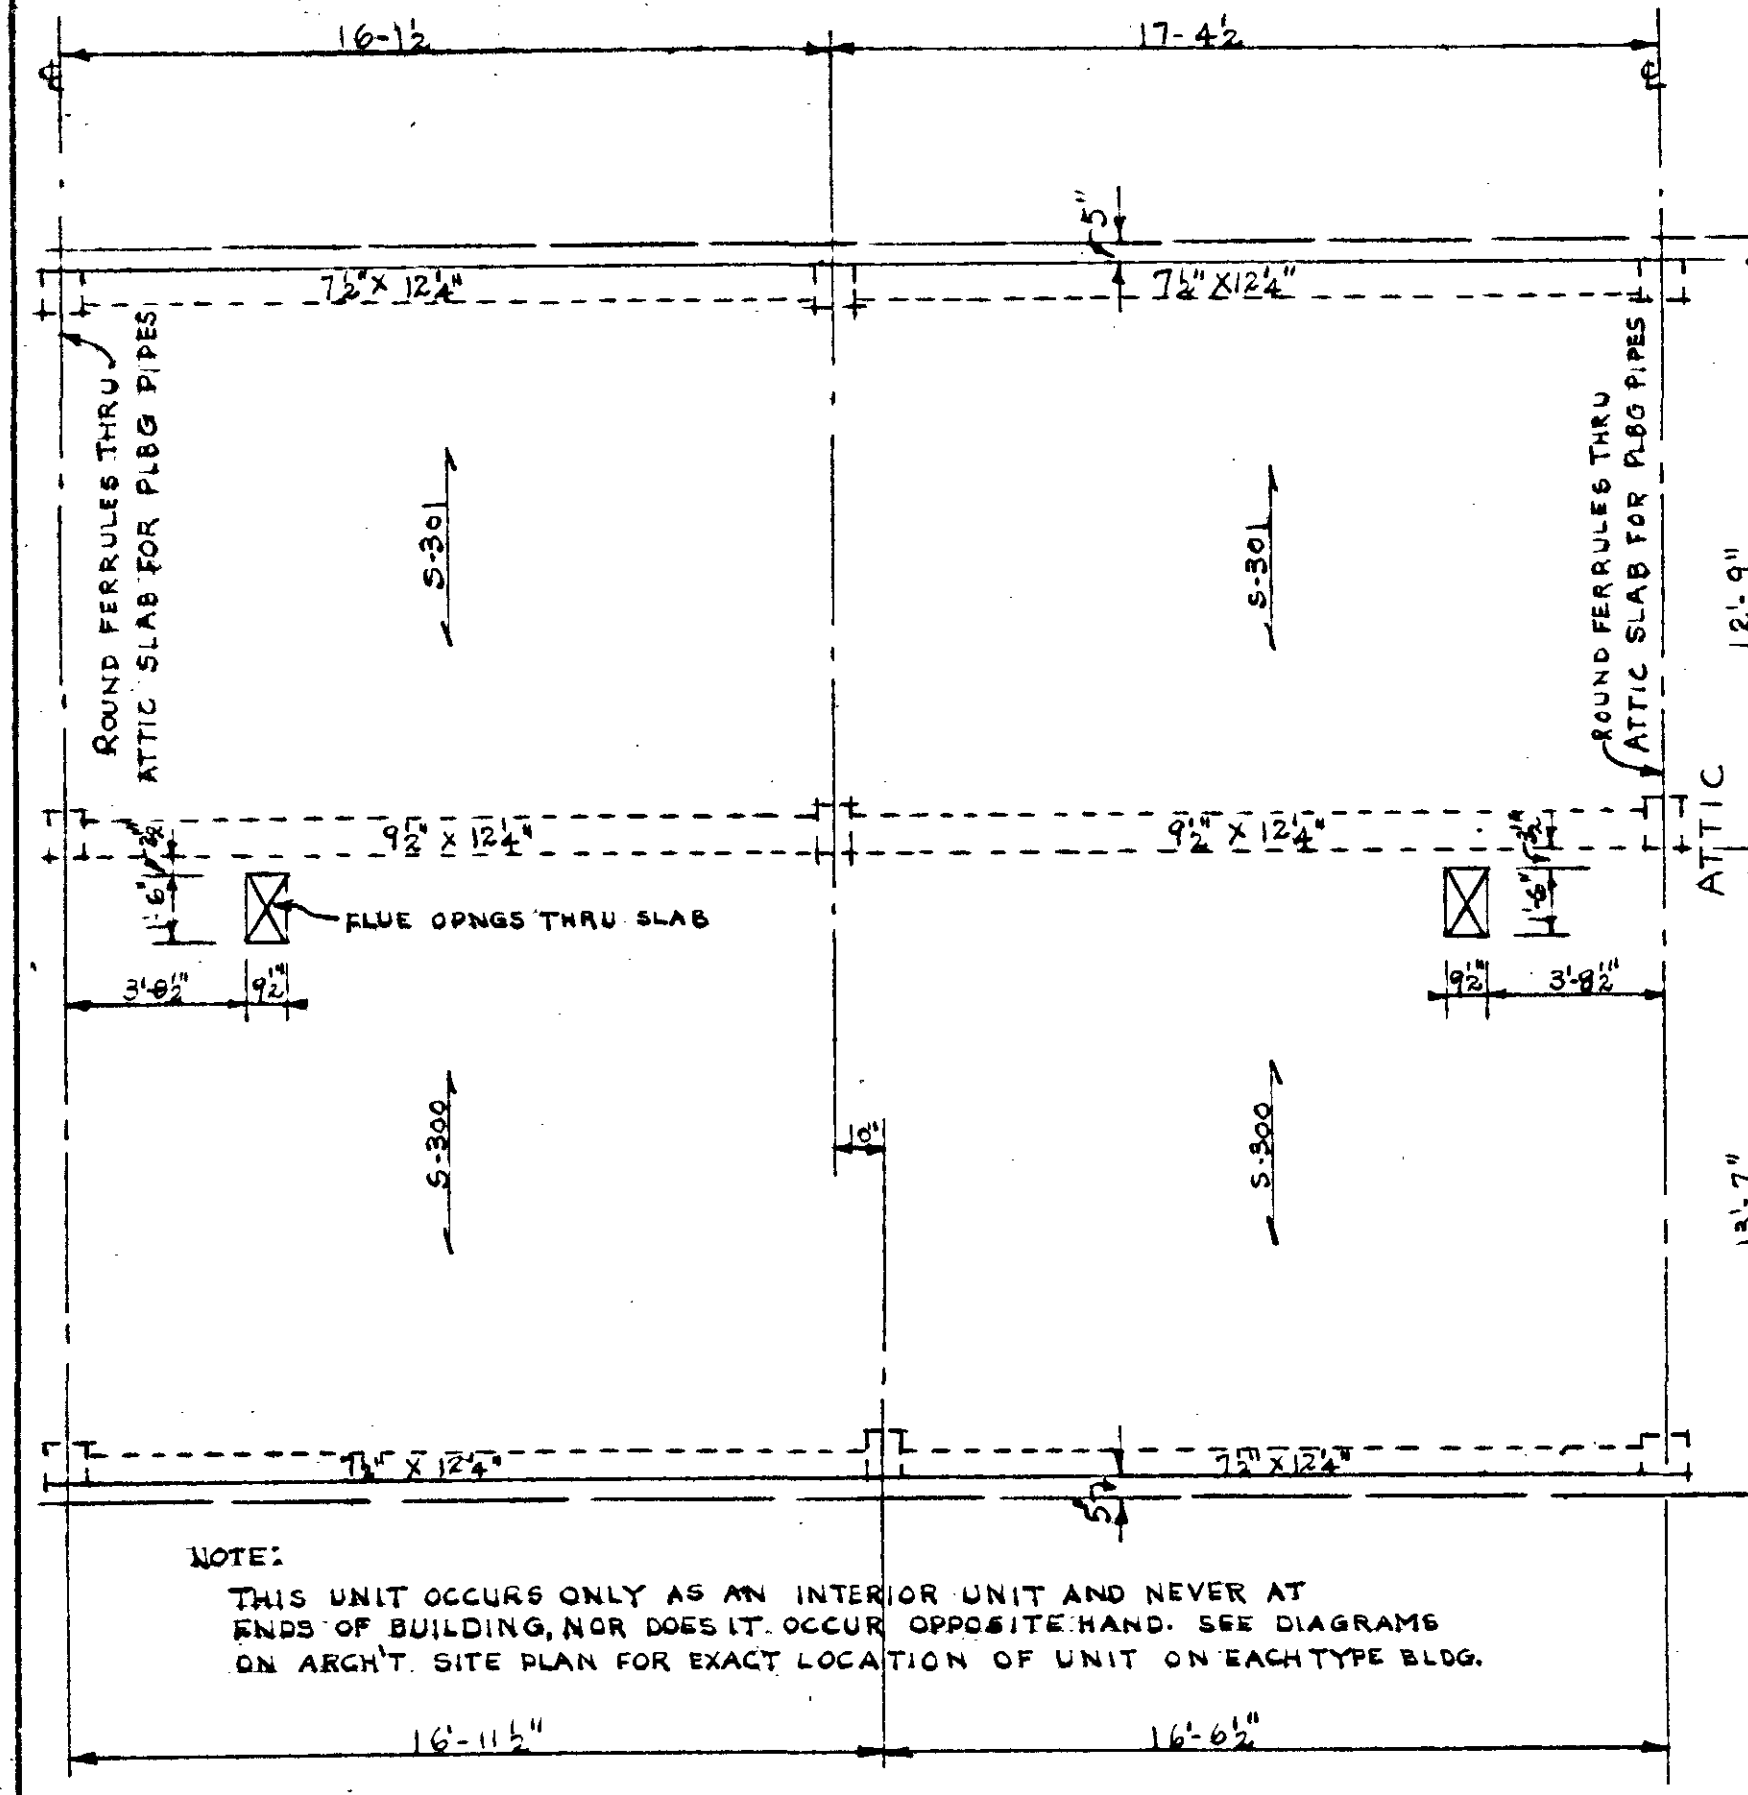 16-1½
17-4½
℄
℄
5"
7½" X 12¼"
7½" X12¼"
ROUND FERRULES THRU
ATTIC SLAB FOR PLBG PIPES
ROUND FERRULES THRU
ATTIC SLAB FOR PLBG PIPES
S-301
S-301
12'-9"
ATTIC
9½" X 12¼"
9½" X 12¼"
1'-6"
FLUE OPNGS THRU SLAB
1'-6"
3'-8½"
9½"
9½"
3'-8½"
S-300
S-300
10"
7½" X 12¼"
7½" X 12¼"
5"
NOTE:
THIS UNIT OCCURS ONLY AS AN INTERIOR UNIT AND NEVER AT
ENDS OF BUILDING, NOR DOES IT OCCUR OPPOSITE HAND. SEE DIAGRAMS
ON ARCH'T. SITE PLAN FOR EXACT LOCATION OF UNIT ON EACH TYPE BLDG.
16'-11½"
16'-6½"